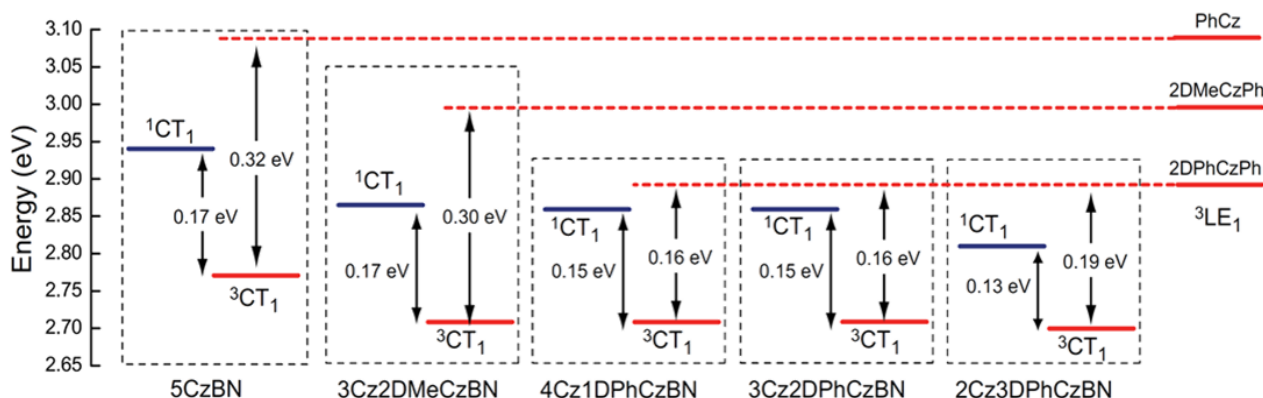 Energy (eV)
3.10
3.05
3.00
2.95
2.90
2.85
2.80
2.75
2.70
2.65
PhCz
2DMeCzPh
2DPhCzPh
³LE₁
¹CT₁
0.32 eV
0.17 eV
³CT₁
5CzBN
¹CT₁
0.30 eV
0.17 eV
³CT₁
3Cz2DMeCzBN
¹CT₁
0.16 eV
0.15 eV
³CT₁
4Cz1DPhCzBN
¹CT₁
0.16 eV
0.15 eV
³CT₁
3Cz2DPhCzBN
¹CT₁
0.19 eV
0.13 eV
³CT₁
2Cz3DPhCzBN